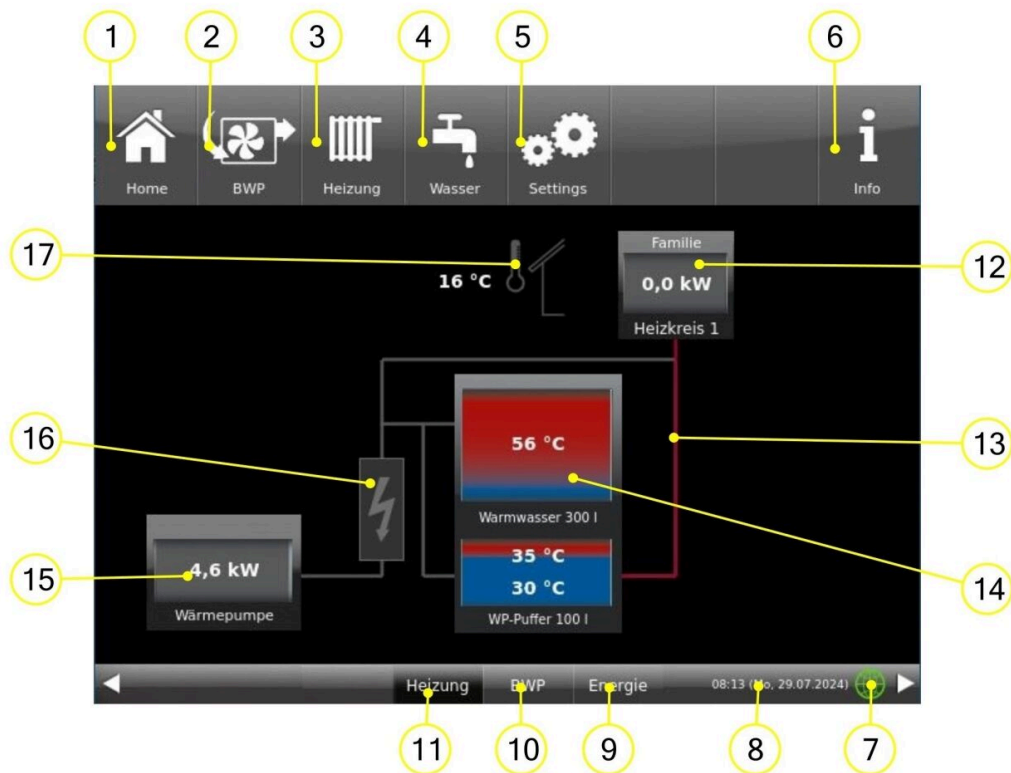 1 2 3 4 5 6
Home BWP Heizung Wasser Settings Info
17
Familie
12
16 °C
0,0 kW
Heizkreis 1
16
56 °C
13
Warmwasser 300 l
35 °C
15
4,6 kW
30 °C
14
Wärmepumpe
WP-Puffer 100 l
Heizung BWP Energie 08:13 (Mo, 29.07.2024)
11 10 9 8 7